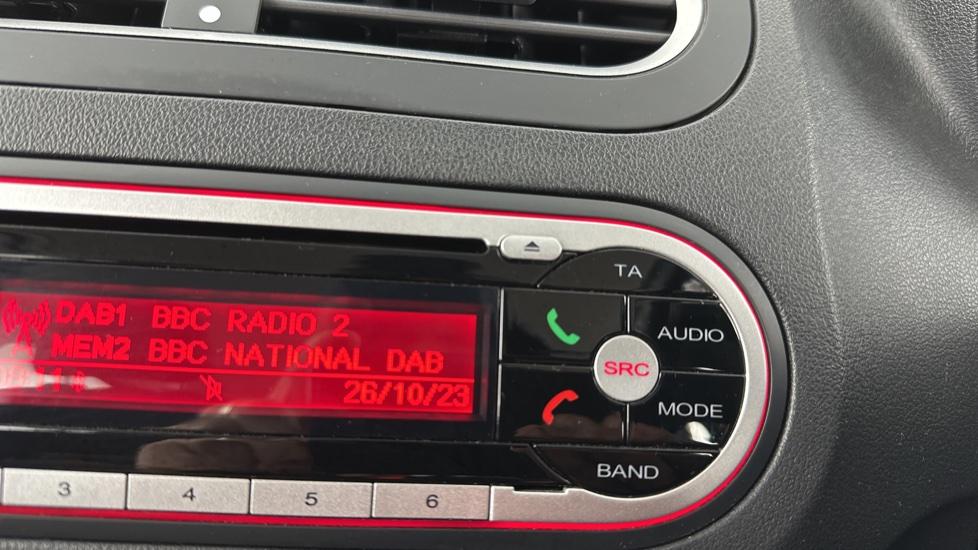 TA
DAB1 BBC RADIO 2
MEM2 BBC NATIONAL DAB
26/10/23
AUDIO
SRC
MODE
BAND
3 4 5 6